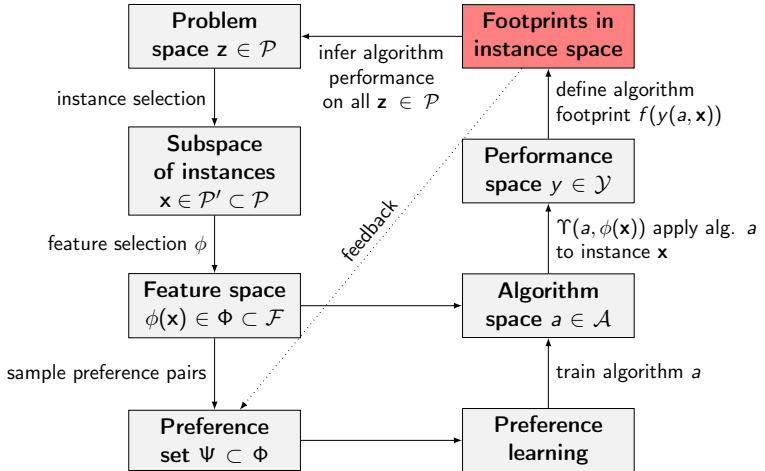 Problem
space z ∈ 𝒫
Footprints in
instance space
infer algorithm
performance
on all z ∈ 𝒫
instance selection
define algorithm
footprint f(y(a, x))
Subspace
of instances
x ∈ 𝒫′ ⊂ 𝒫
Performance
space y ∈ 𝒴
feature selection ϕ
feedback
ϒ(a, ϕ(x)) apply alg. a
to instance x
Feature space
ϕ(x) ∈ Φ ⊂ ℱ
Algorithm
space a ∈ 𝒜
sample preference pairs
train algorithm a
Preference
set Ψ ⊂ Φ
Preference
learning